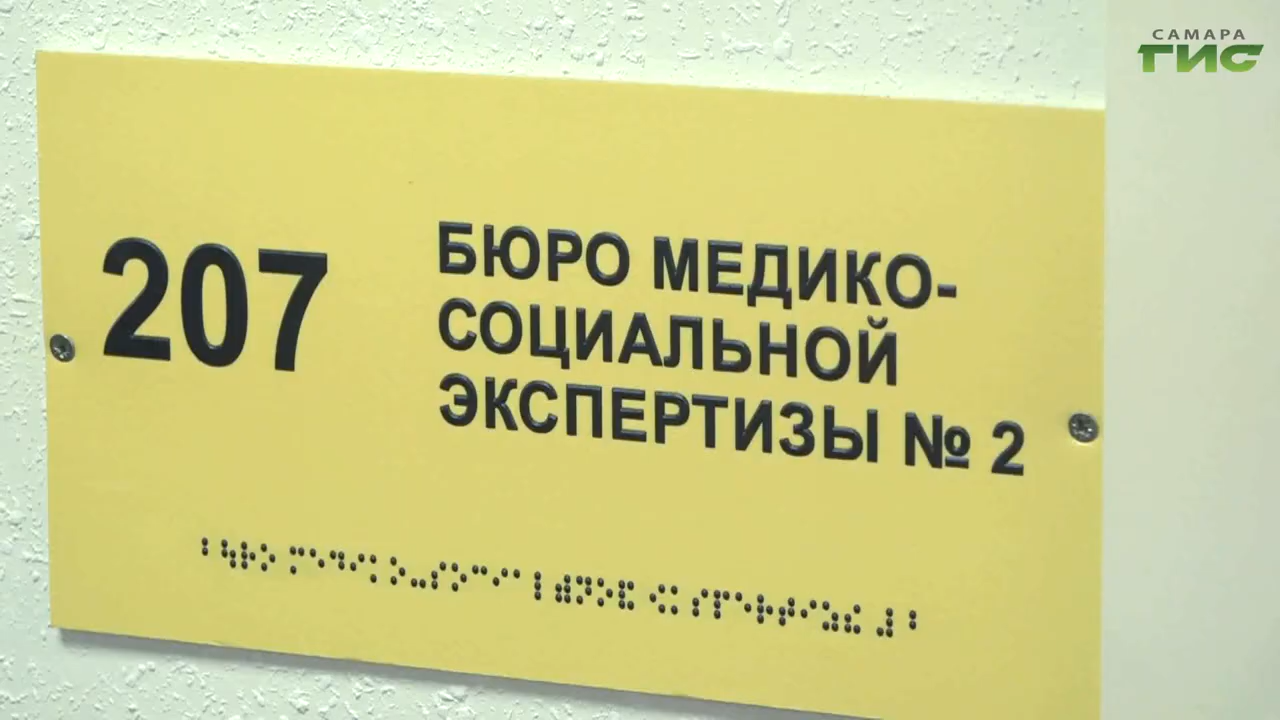 САМАРА
ГИС
207
БЮРО МЕДИКО-
СОЦИАЛЬНОЙ
ЭКСПЕРТИЗЫ № 2